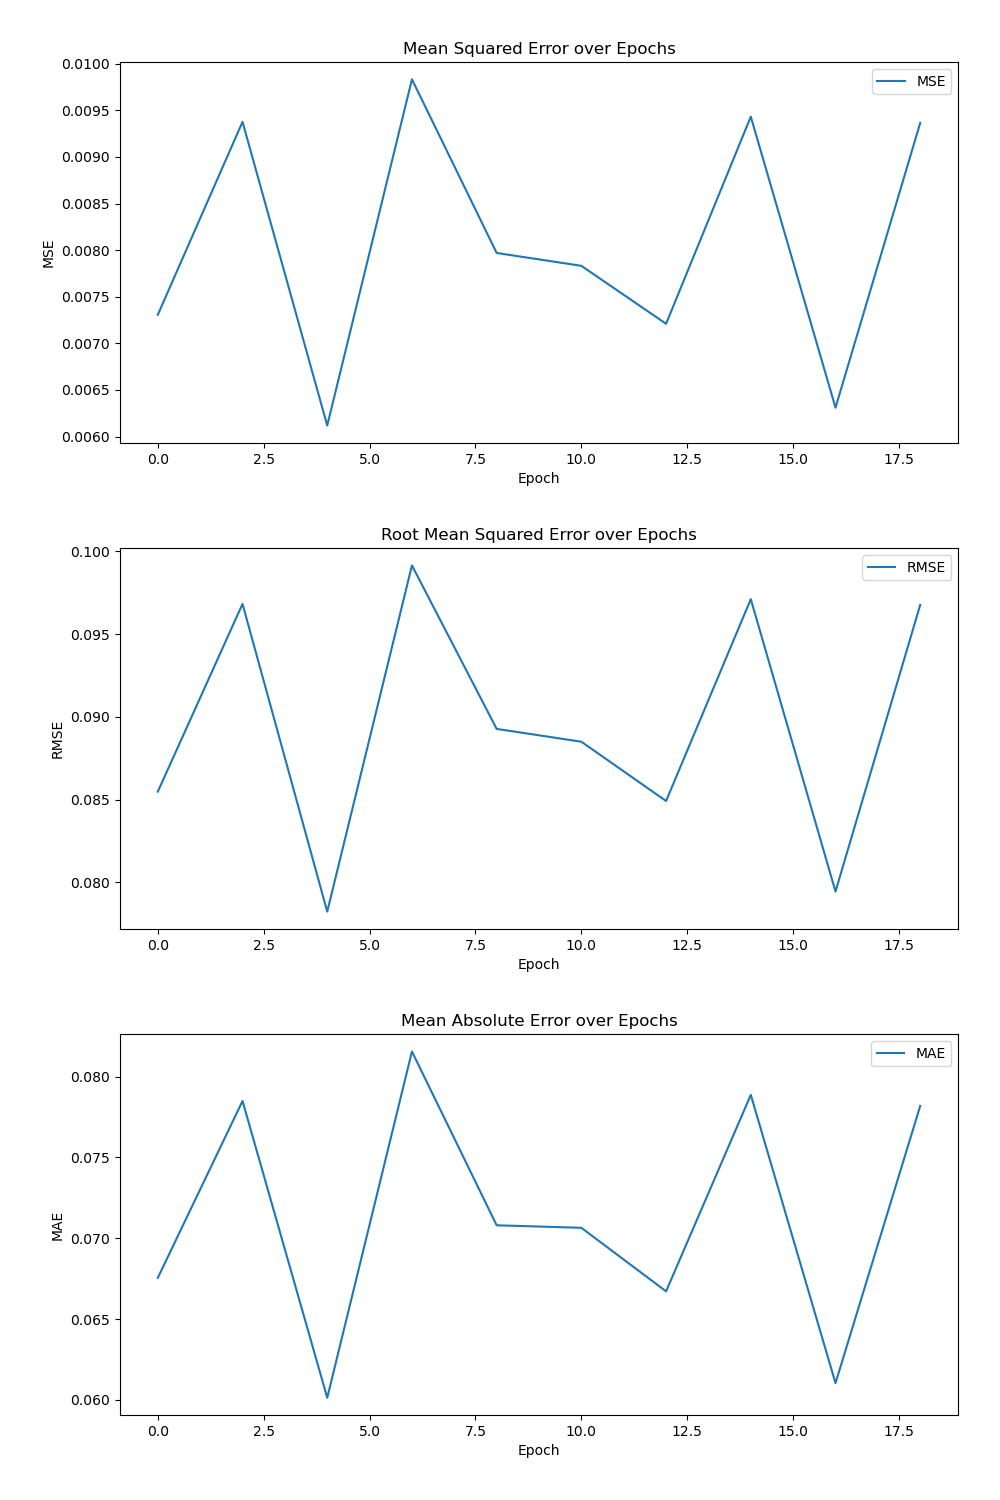 Mean Squared Error over Epochs
MSE
0.0100
0.0095
0.0090
0.0085
0.0080
0.0075
0.0070
0.0065
0.0060
MSE
0.0 2.5 5.0 7.5 10.0 12.5 15.0 17.5
Epoch
Root Mean Squared Error over Epochs
RMSE
0.100
0.095
0.090
0.085
0.080
RMSE
0.0 2.5 5.0 7.5 10.0 12.5 15.0 17.5
Epoch
Mean Absolute Error over Epochs
MAE
0.080
0.075
0.070
0.065
0.060
MAE
0.0 2.5 5.0 7.5 10.0 12.5 15.0 17.5
Epoch